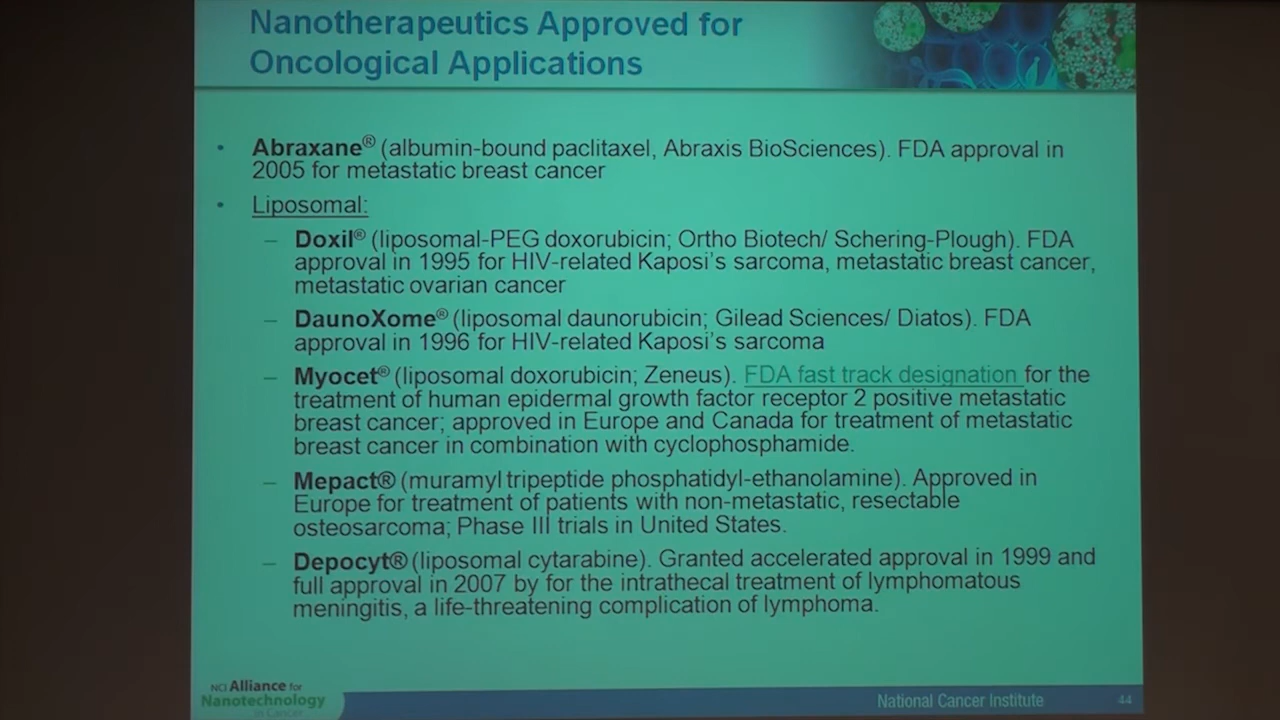 Nanotherapeutics Approved for
Oncological Applications
• Abraxane® (albumin-bound paclitaxel, Abraxis BioSciences). FDA approval in
2005 for metastatic breast cancer
• Liposomal:
– Doxil® (liposomal-PEG doxorubicin; Ortho Biotech/ Schering-Plough). FDA
approval in 1995 for HIV-related Kaposi's sarcoma, metastatic breast cancer,
metastatic ovarian cancer
– DaunoXome® (liposomal daunorubicin; Gilead Sciences/ Diatos). FDA
approval in 1996 for HIV-related Kaposi's sarcoma
– Myocet® (liposomal doxorubicin; Zeneus). FDA fast track designation for the
treatment of human epidermal growth factor receptor 2 positive metastatic
breast cancer; approved in Europe and Canada for treatment of metastatic
breast cancer in combination with cyclophosphamide.
– Mepact® (muramyl tripeptide phosphatidyl-ethanolamine). Approved in
Europe for treatment of patients with non-metastatic, resectable
osteosarcoma; Phase III trials in United States.
– Depocyt® (liposomal cytarabine). Granted accelerated approval in 1999 and
full approval in 2007 by for the intrathecal treatment of lymphomatous
meningitis, a life-threatening complication of lymphoma.
NCI Alliance for
Nanotechnology
in Cancer
National Cancer Institute 44